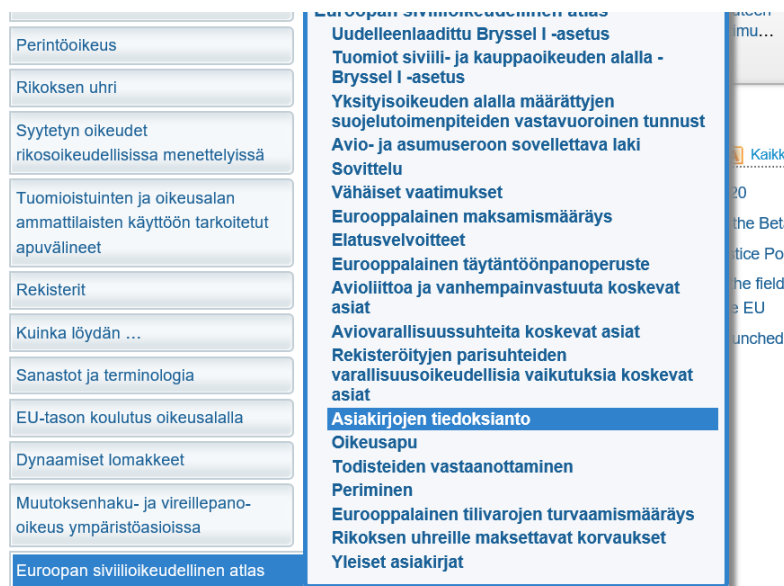 Perintöoikeus
Rikoksen uhri
Syytetyn oikeudet
rikosoikeudellisissa menettelyissä
Tuomioistuinten ja oikeusalan
ammattilaisten käyttöön tarkoitetut
apuvälineet
Rekisterit
Kuinka löydän ...
Sanastot ja terminologia
EU-tason koulutus oikeusalalla
Dynaamiset lomakkeet
Muutoksenhaku- ja vireillepano-
oikeus ympäristöasioissa
Euroopan siviilioikeudellinen atlas
Euroopan siviilioikeudellinen atlas
Uudelleenlaadittu Bryssel I -asetus
Tuomiot siviili- ja kauppaoikeuden alalla -
Bryssel I -asetus
Yksityisoikeuden alalla määrättyjen
suojelutoimenpiteiden vastavuoroinen tunnust
Avio- ja asumuseroon sovellettava laki
Sovittelu
Vähäiset vaatimukset
Eurooppalainen maksamismääräys
Elatusvelvoitteet
Eurooppalainen täytäntöönpanoperuste
Avioliittoa ja vanhempainvastuuta koskevat
asiat
Aviovarallisuussuhteita koskevat asiat
Rekisteröityjen parisuhteiden
varallisuusoikeudellisia vaikutuksia koskevat
asiat
Asiakirjojen tiedoksianto
Oikeusapu
Todisteiden vastaanottaminen
Periminen
Eurooppalainen tilivarojen turvaamismääräys
Rikoksen uhreille maksettavat korvaukset
Yleiset asiakirjat
imu...
Kaikk
20
the Bet
tice Po
he field
e EU
unched